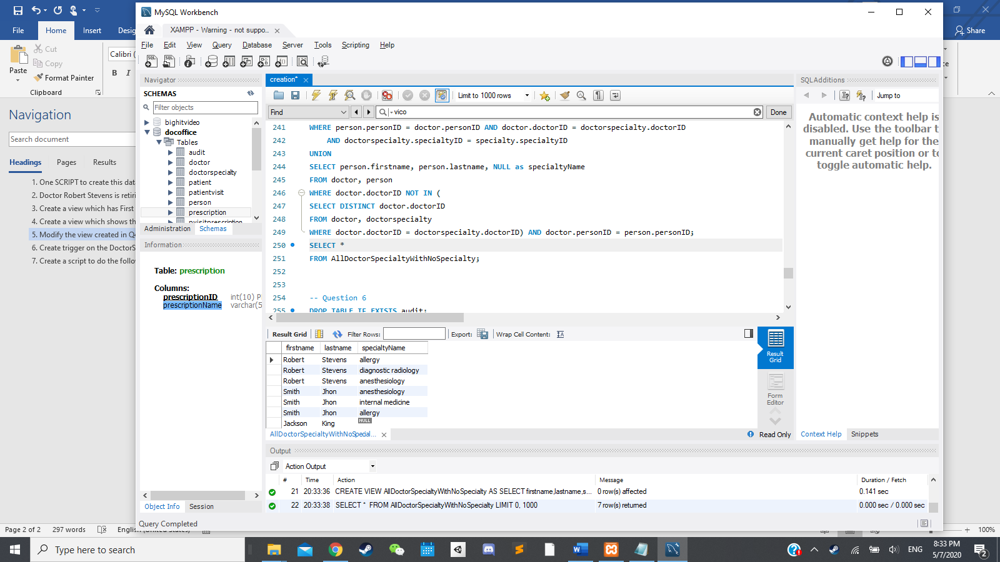 File
Home
Insert
Share
Cut
Copy
Paste
Format Painter
Clipboard
Calibri (
B I
Navigation
Search document
Headings Pages Results
1. One SCRIPT to create this dat
2. Doctor Robert Stevens is retiri
3. Create a view which has First
4. Create a view which shows th
5. Modify the view created in Q4
6. Create trigger on the DoctorS
7. Create a script to do the follow
MySQL Workbench
XAMPP - Warning - not suppo...
File Edit View Query Database Server Tools Scripting Help
Navigator
SCHEMAS
Filter objects
bighitvideo
docoffice
Tables
audit
doctor
doctorspecialty
patient
patientvisit
person
prescription
pvisitprescription
Administration Schemas
Information
Table: prescription
Columns:
prescriptionID int(10) P
prescriptionName varchar(5
Object Info Session
Query Completed
creation*
Limit to 1000 rows
Find
vico
Done
241 WHERE person.personID = doctor.personID AND doctor.doctorID = doctorspecialty.doctorID
242 AND doctorspecialty.specialtyID = specialty.specialtyID
243 UNION
244 SELECT person.firstname, person.lastname, NULL as specialtyName
245 FROM doctor, person
246 WHERE doctor.doctorID NOT IN (
247 SELECT DISTINCT doctor.doctorID
248 FROM doctor, doctorspecialty
249 WHERE doctor.doctorID = doctorspecialty.doctorID) AND doctor.personID = person.personID;
250 SELECT *
251 FROM AllDoctorSpecialtyWithNoSpecialty;
252
253
254 -- Question 6
255 DROP TABLE IF EXISTS audit;
Result Grid Filter Rows: Export: Wrap Cell Content:
firstname lastname specialtyName
Robert Stevens allergy
Robert Stevens diagnostic radiology
Robert Stevens anesthesiology
Smith Jhon anesthesiology
Smith Jhon internal medicine
Smith Jhon allergy
Jackson King NULL
Result Grid
Form Editor
AllDoctorSpecialtyWithNoSpecial...
Read Only
SQLAdditions
Jump to
Automatic context help is
disabled. Use the toolbar t
manually get help for the
current caret position or to
toggle automatic help.
Context Help Snippets
Output
Action Output
# Time Action Message Duration / Fetch
21 20:33:36 CREATE VIEW AllDoctorSpecialtyWithNoSpecialty AS SELECT firstname,lastname,s... 0 row(s) affected 0.141 sec
22 20:33:38 SELECT * FROM AllDoctorSpecialtyWithNoSpecialty LIMIT 0, 1000 7 row(s) returned 0.000 sec / 0.000 sec
Page 2 of 2 297 words
100%
Type here to search
ENG
8:33 PM
5/7/2020
2